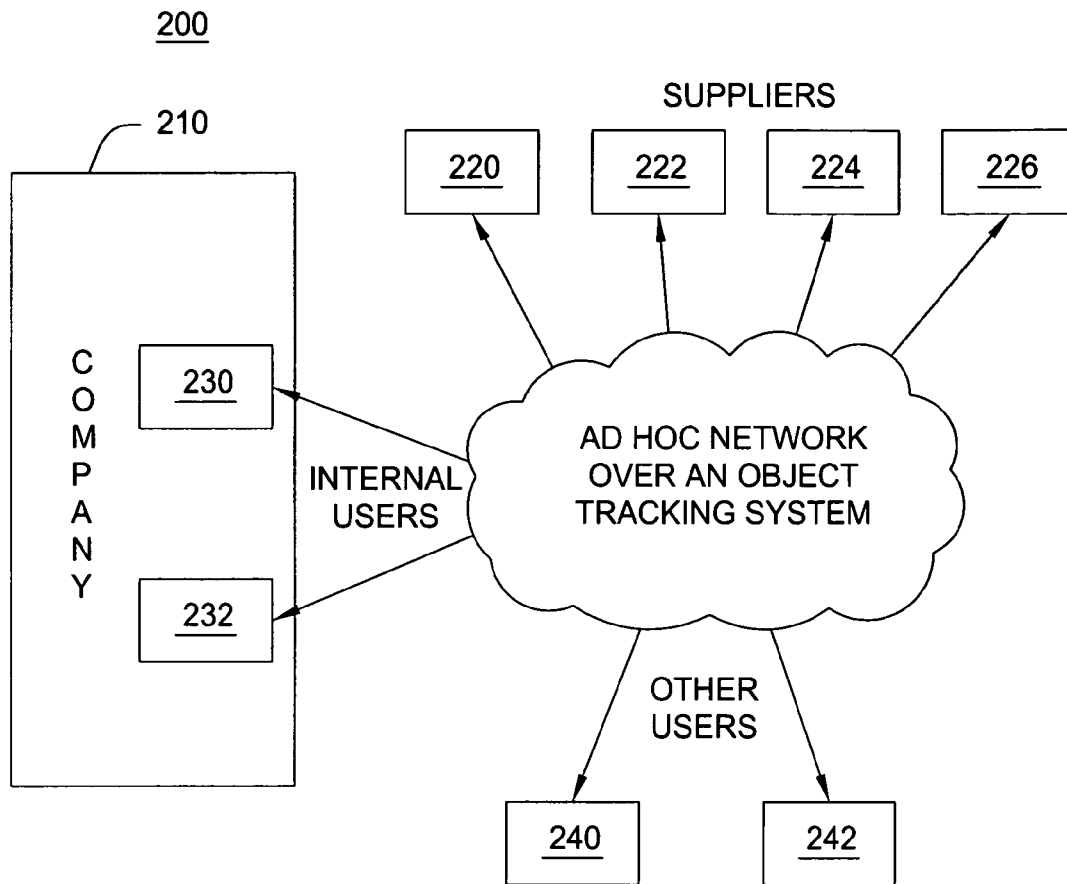 200
210
SUPPLIERS
220
222
224
226
COMPANY
230
232
INTERNAL
USERS
AD HOC NETWORK
OVER AN OBJECT
TRACKING SYSTEM
OTHER
USERS
240
242